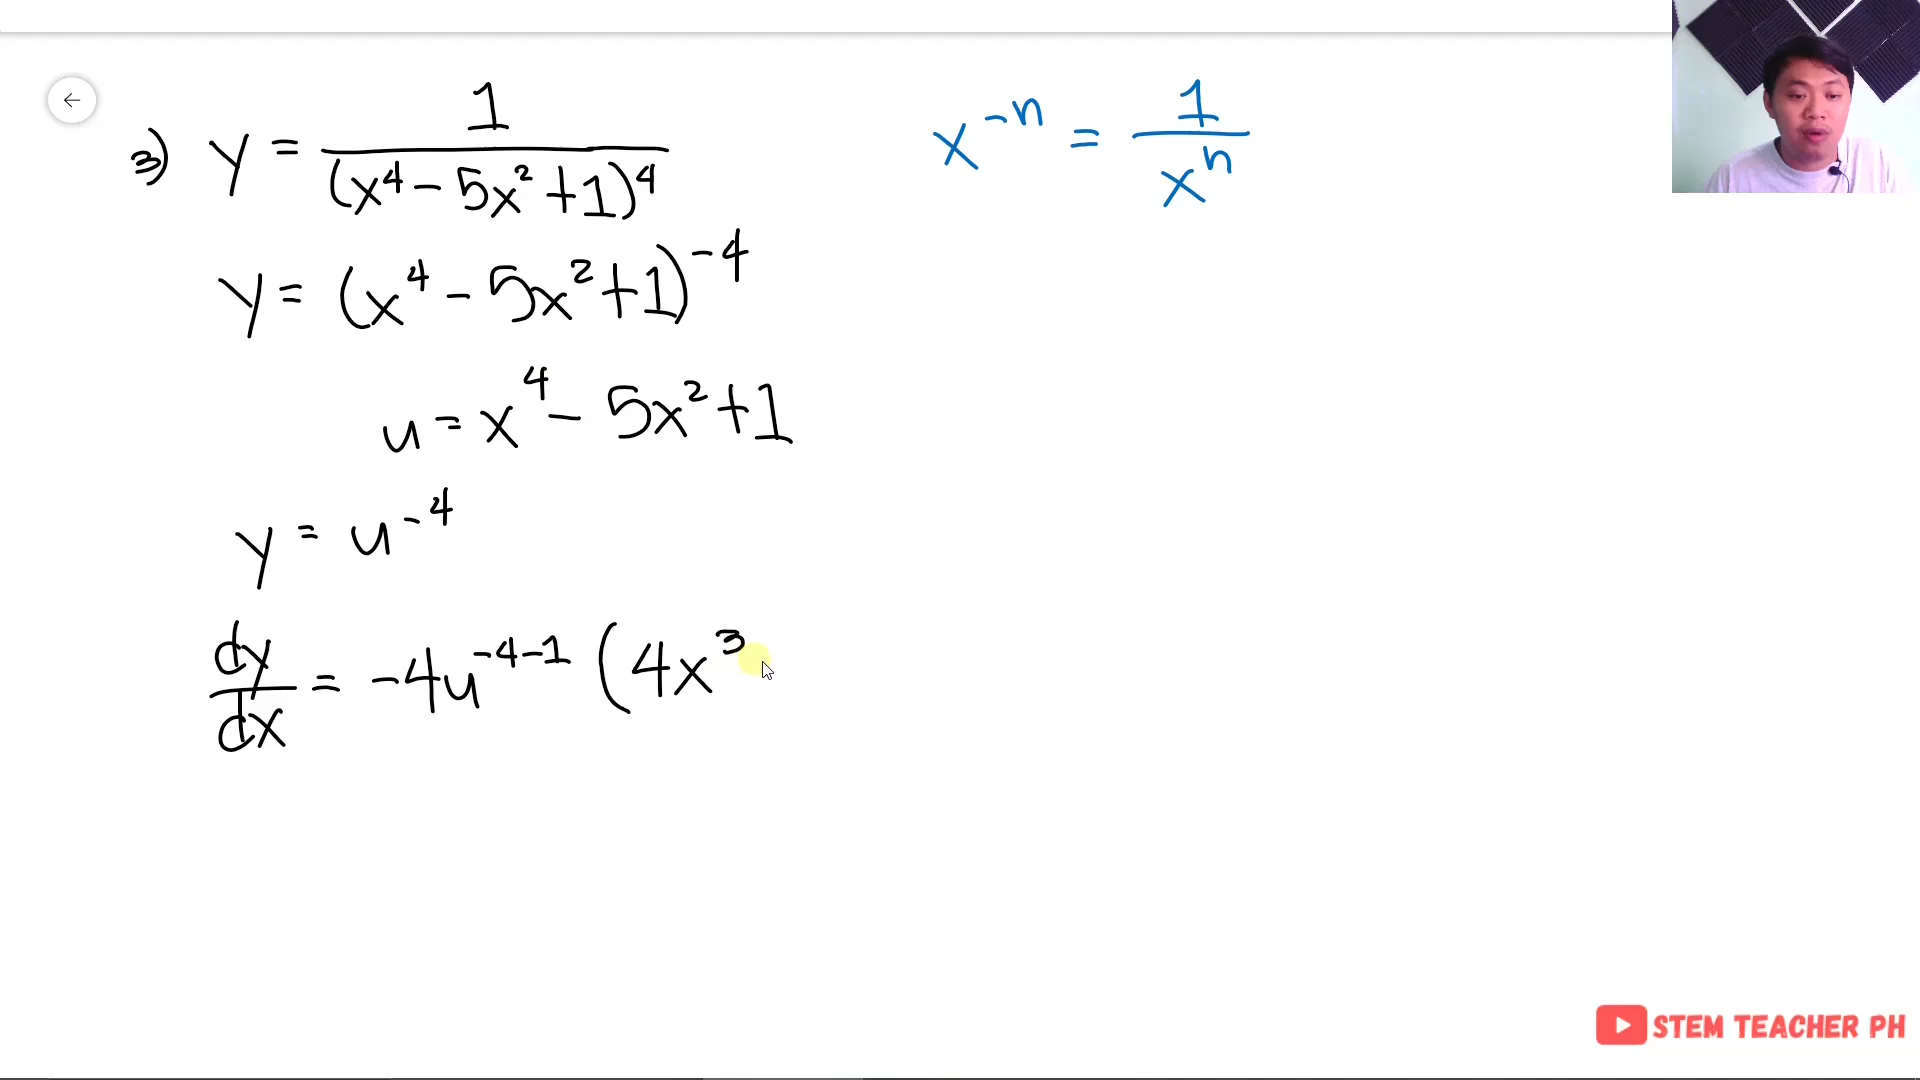 3) y = 1 / (x⁴ - 5x² + 1)⁴
x⁻ⁿ = 1 / xⁿ
y = (x⁴ - 5x² + 1)⁻⁴
u = x⁴ - 5x² + 1
y = u⁻⁴
dy/dx = -4u⁻⁴⁻¹ (4x³
STEM TEACHER PH